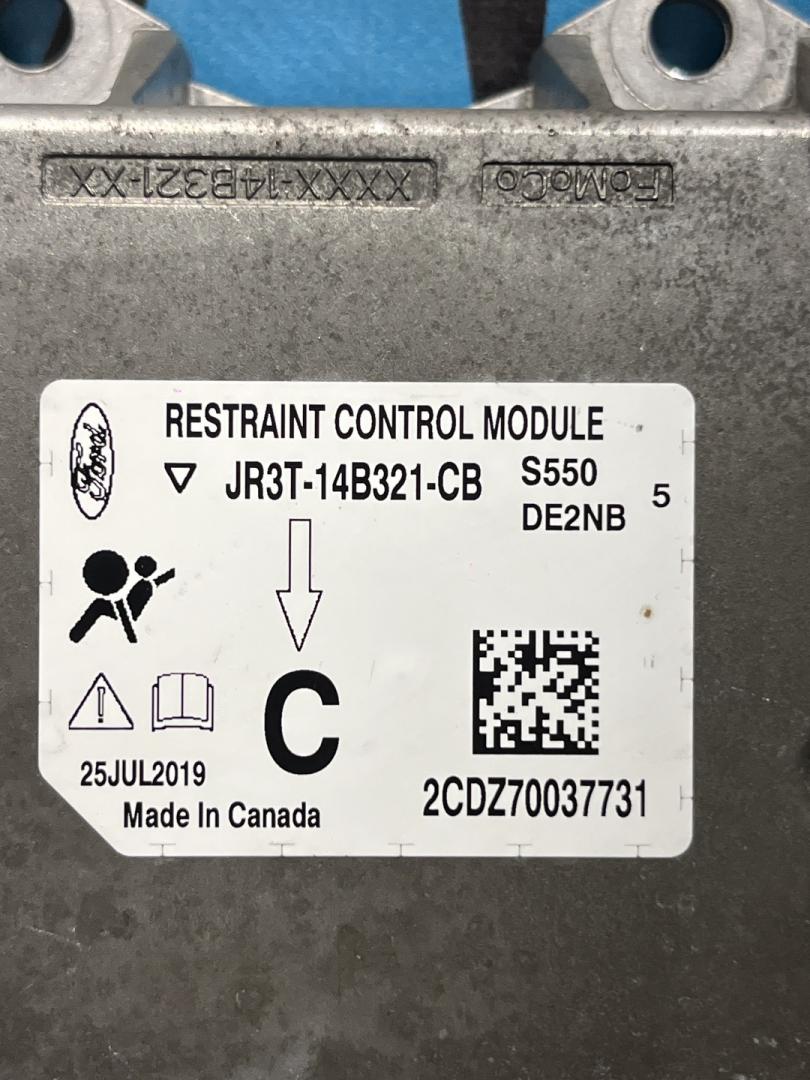 XXXX-14B321-XX
FoMoCo
Ford
RESTRAINT CONTROL MODULE
JR3T-14B321-CB
S550
DE2NB
5
C
25JUL2019
Made In Canada
2CDZ70037731